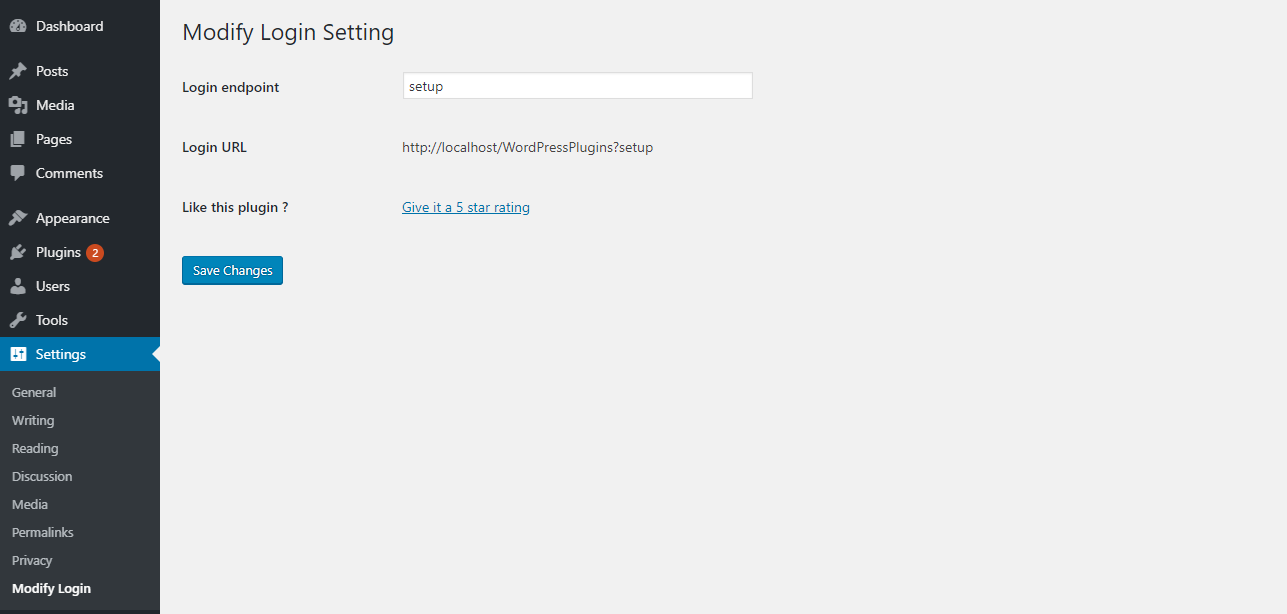 Dashboard
Posts
Media
Pages
Comments
Appearance
Plugins 2
Users
Tools
Settings
General
Writing
Reading
Discussion
Media
Permalinks
Privacy
Modify Login
Modify Login Setting
Login endpoint setup
Login URL http://localhost/WordPressPlugins?setup
Like this plugin ? Give it a 5 star rating
Save Changes